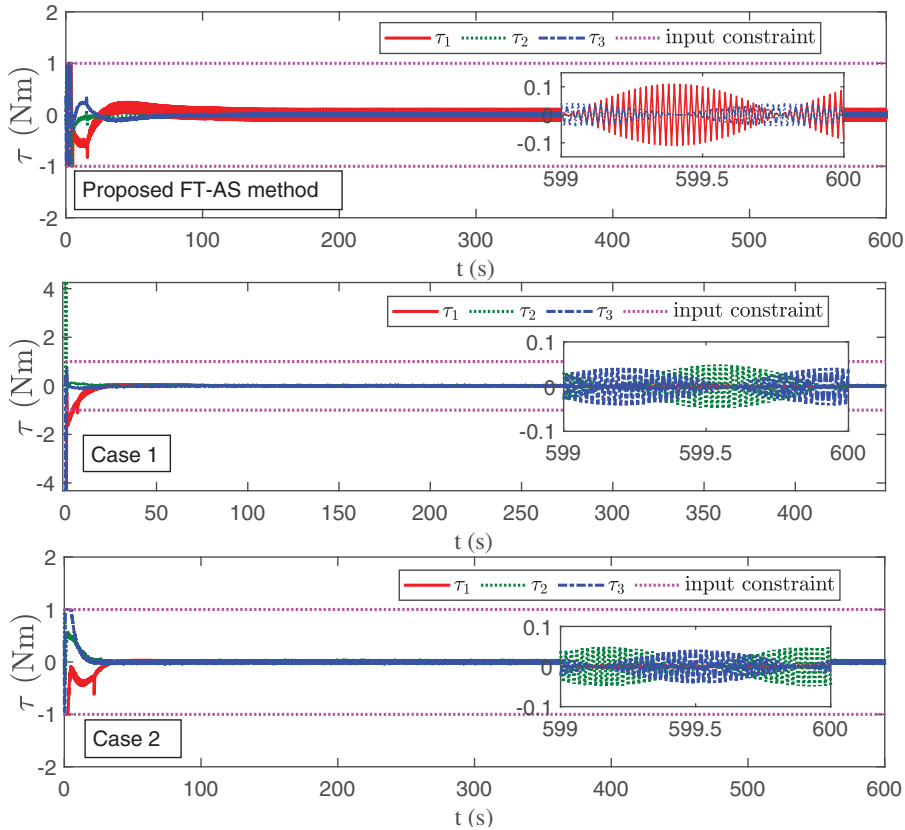 2
τ1 τ2 τ3 input constraint
1
0.1
0
0
-0.1
-1
599 599.5 600
Proposed FT-AS method
-2
0 100 200 300 400 500 600
t (s)
τ (Nm)
4
τ1 τ2 τ3 input constraint
2
0.1
0
0
-0.1
-2
599 599.5 600
Case 1
-4
0 50 100 150 200 250 300 350 400
t (s)
τ (Nm)
2
τ1 τ2 τ3 input constraint
1
0.1
0
0
-0.1
-1
599 599.5 600
Case 2
-2
0 100 200 300 400 500 600
t (s)
τ (Nm)